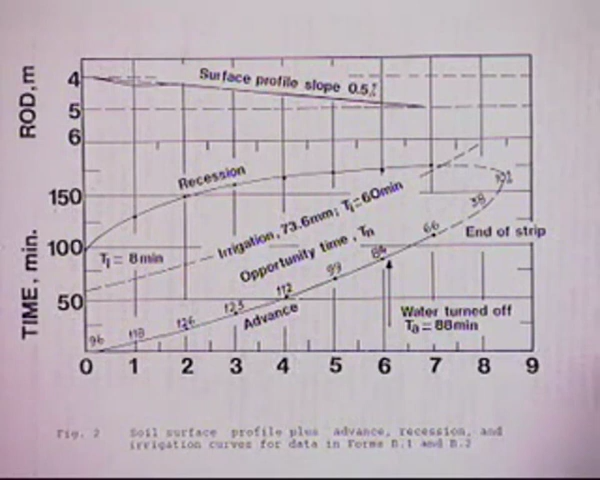 ROD, m
4
5
6
Surface profile slope 0.5%
TIME, min.
150
100
50
Recession
Irrigation, 73.6mm; Ti = 60min
Ti = 8min
Opportunity time, Tn
End of strip
Advance
Water turned off
Ta = 88min
96 118 126 123 112 99 84 66 38
0 1 2 3 4 5 6 7 8 9
Fig. 2 Soil surface profile plus advance, recession, and
irrigation curves for data in Forms B.1 and B.2